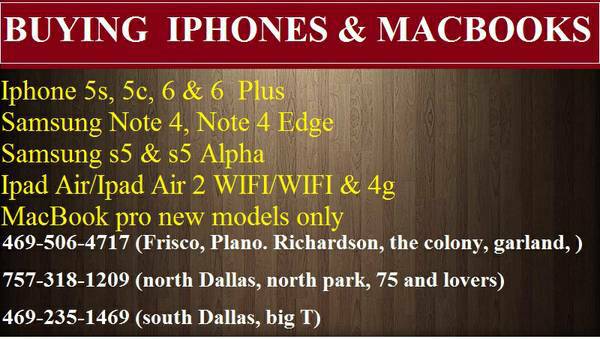 BUYING IPHONES & MACBOOKS
Iphone 5s, 5c, 6 & 6 Plus
Samsung Note 4, Note 4 Edge
Samsung s5 & s5 Alpha
Ipad Air/Ipad Air 2 WIFI/WIFI & 4g
MacBook pro new models only
469-506-4717 (Frisco, Plano. Richardson, the colony, garland, )
757-318-1209 (north Dallas, north park, 75 and lovers)
469-235-1469 (south Dallas, big T)